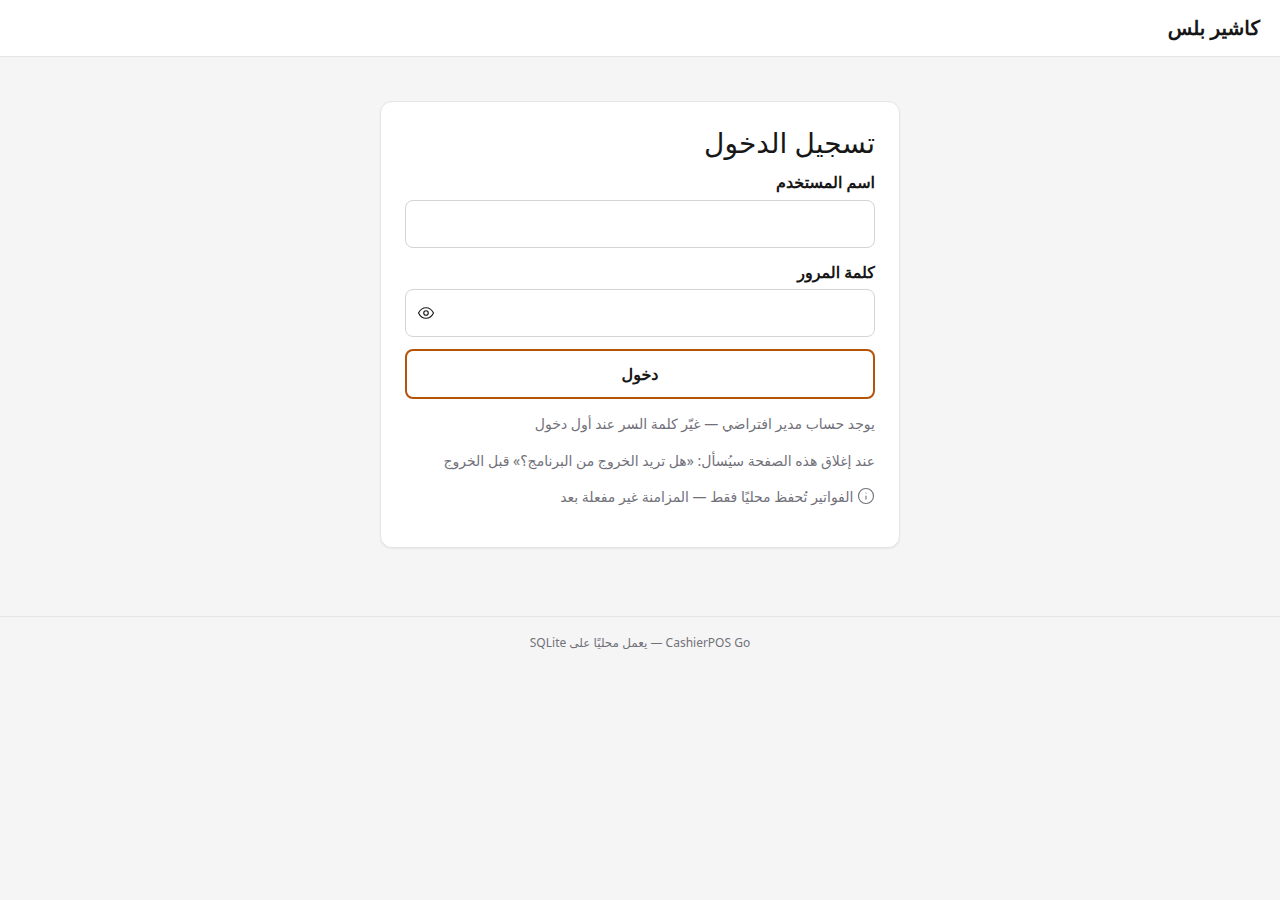 كاشير بلس
تسجيل الدخول
اسم المستخدم
كلمة المرور
دخول
يوجد حساب مدير افتراضي — غيّر كلمة السر عند أول دخول
عند إغلاق هذه الصفحة سيُسأل: «هل تريد الخروج من البرنامج؟» قبل الخروج
الفواتير تُحفظ محليًا فقط — المزامنة غير مفعلة بعد
CashierPOS Go — يعمل محليًا على SQLite